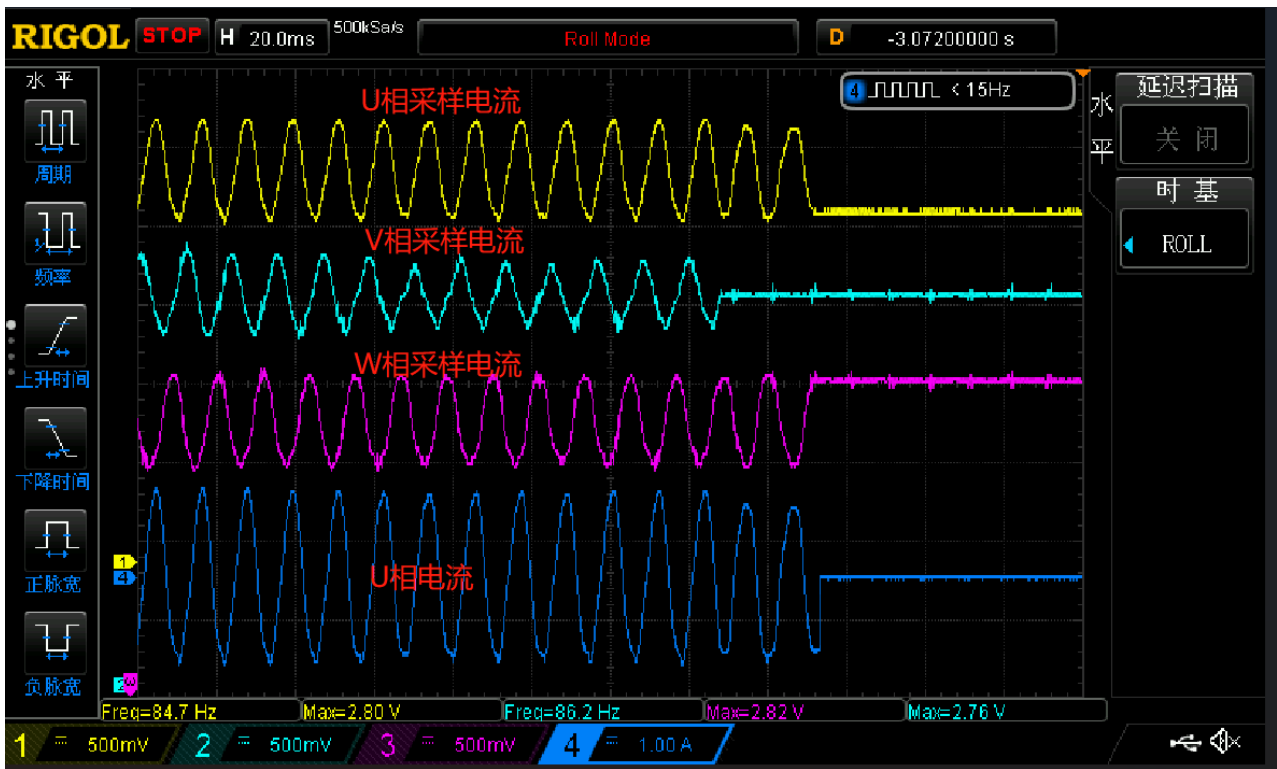 RIGOL STOP H 20.0ms 500kSa/s Roll Mode D -3.07200000 s
水 平
4 < 15Hz
水 平
延迟扫描
关 闭
时 基
ROLL
周期
频率
上升时间
下降时间
正脉宽
负脉宽
U相采样电流
V相采样电流
W相采样电流
U相电流
1
4
2
Freq=84.7 Hz Max=2.80 V Freq=86.2 Hz Max=2.82 V Max=2.76 V
1 500mV 2 500mV 3 500mV 4 1.00 A